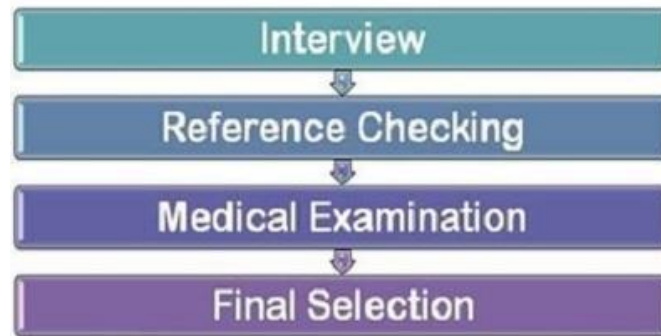 Interview
Reference Checking
Medical Examination
Final Selection